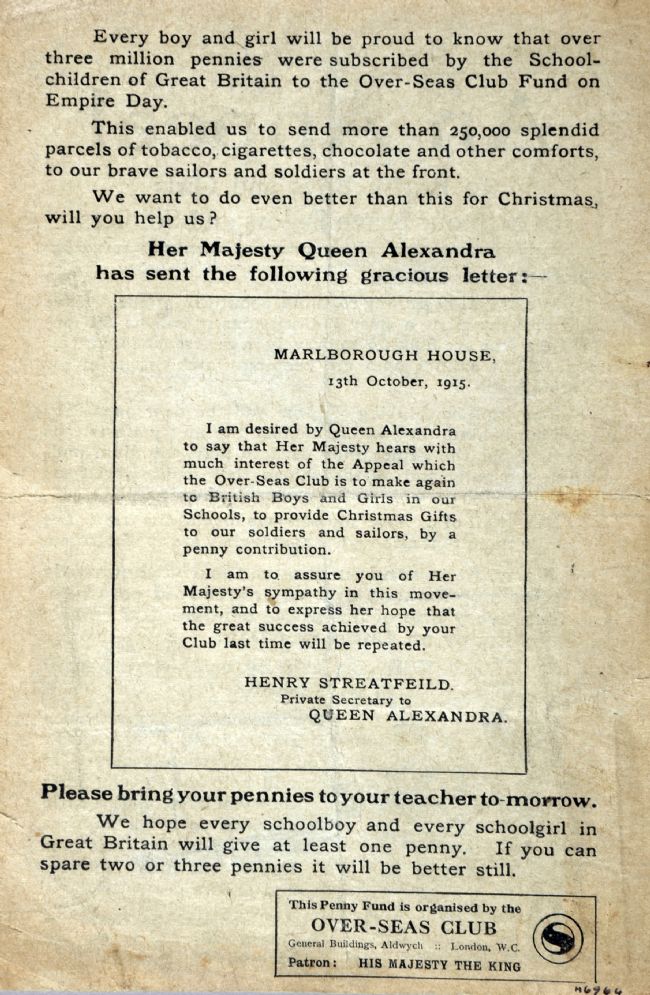 Every boy and girl will be proud to know that over
three million pennies were subscribed by the School-
children of Great Britain to the Over-Seas Club Fund on
Empire Day.
This enabled us to send more than 250,000 splendid
parcels of tobacco, cigarettes, chocolate and other comforts,
to our brave sailors and soldiers at the front.
We want to do even better than this for Christmas,
will you help us?
Her Majesty Queen Alexandra
has sent the following gracious letter:—
MARLBOROUGH HOUSE,
13th October, 1915.
I am desired by Queen Alexandra
to say that Her Majesty hears with
much interest of the Appeal which
the Over-Seas Club is to make again
to British Boys and Girls in our
Schools, to provide Christmas Gifts
to our soldiers and sailors, by a
penny contribution.
I am to assure you of Her
Majesty's sympathy in this move-
ment, and to express her hope that
the great success achieved by your
Club last time will be repeated.
HENRY STREATFEILD.
Private Secretary to
QUEEN ALEXANDRA.
Please bring your pennies to your teacher to-morrow.
We hope every schoolboy and every schoolgirl in
Great Britain will give at least one penny. If you can
spare two or three pennies it will be better still.
This Penny Fund is organised by the
OVER-SEAS CLUB
General Buildings, Aldwych :: London, W.C.
Patron: HIS MAJESTY THE KING